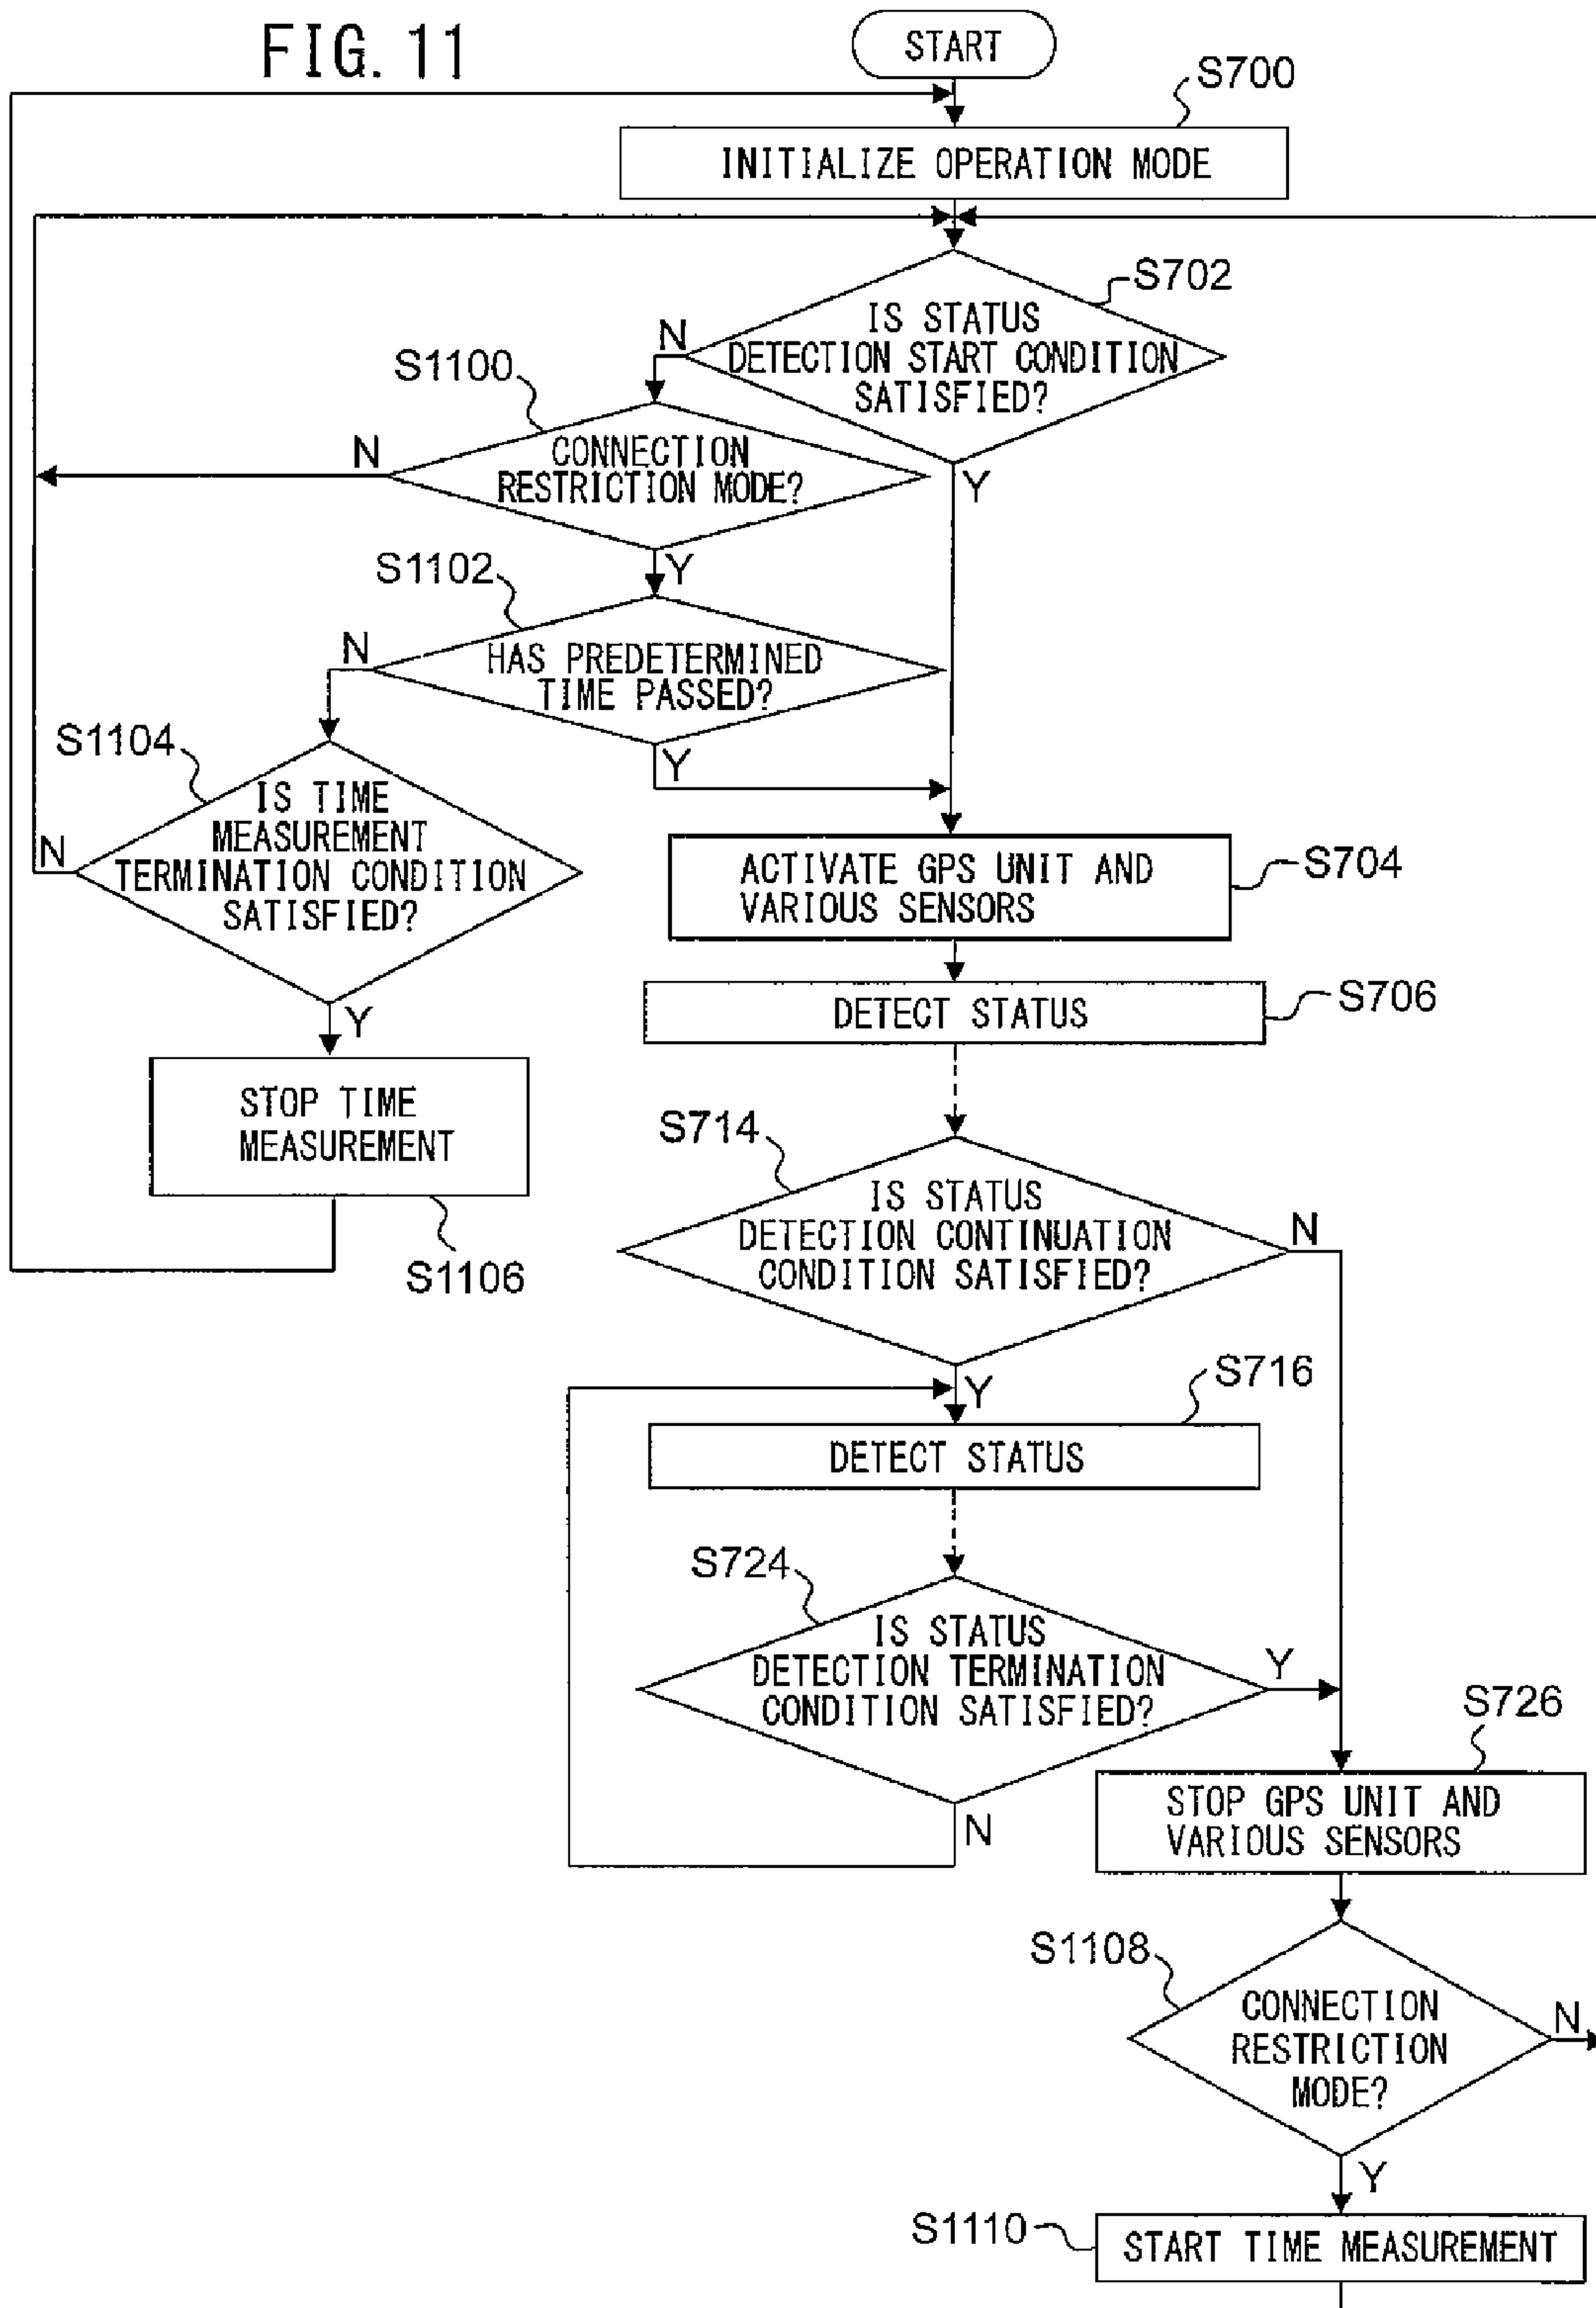 FIG. 11
START
S700
INITIALIZE OPERATION MODE
S702
IS STATUS
DETECTION START CONDITION
SATISFIED?
N
Y
S1100
CONNECTION
RESTRICTION MODE?
N
Y
S1102
HAS PREDETERMINED
TIME PASSED?
N
Y
S1104
IS TIME
MEASUREMENT
TERMINATION CONDITION
SATISFIED?
N
Y
STOP TIME
MEASUREMENT
S1106
ACTIVATE GPS UNIT AND
VARIOUS SENSORS
S704
DETECT STATUS
S706
S714
IS STATUS
DETECTION CONTINUATION
CONDITION SATISFIED?
N
Y
S716
DETECT STATUS
S724
IS STATUS
DETECTION TERMINATION
CONDITION SATISFIED?
Y
N
S726
STOP GPS UNIT AND
VARIOUS SENSORS
S1108
CONNECTION
RESTRICTION
MODE?
N
Y
S1110
START TIME MEASUREMENT